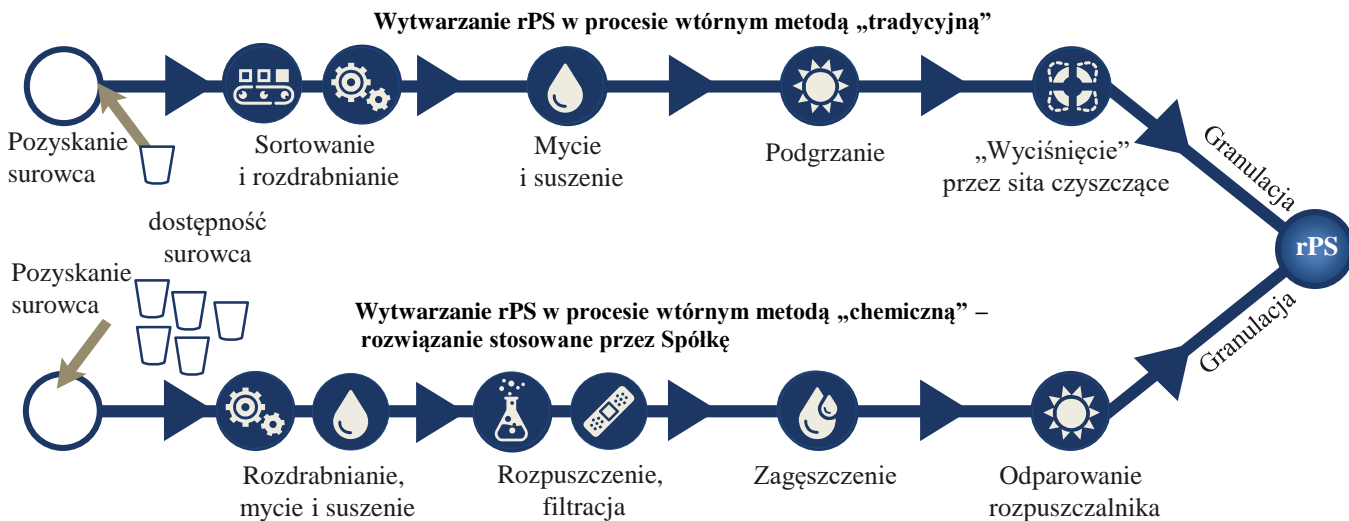 Wytwarzanie rPS w procesie wtórnym metodą „tradycyjną”
Pozyskanie
surowca
Sortowanie
i rozdrabnianie
Mycie
i suszenie
Podgrzanie
„Wyciśnięcie”
przez sita czyszczące
Granulacja
rPS
dostępność
surowca
Pozyskanie
surowca
Wytwarzanie rPS w procesie wtórnym metodą „chemiczną” –
rozwiązanie stosowane przez Spółkę
Rozdrabnianie,
mycie i suszenie
Rozpuszczenie,
filtracja
Zagęszczenie
Odparowanie
rozpuszczalnika
Granulacja